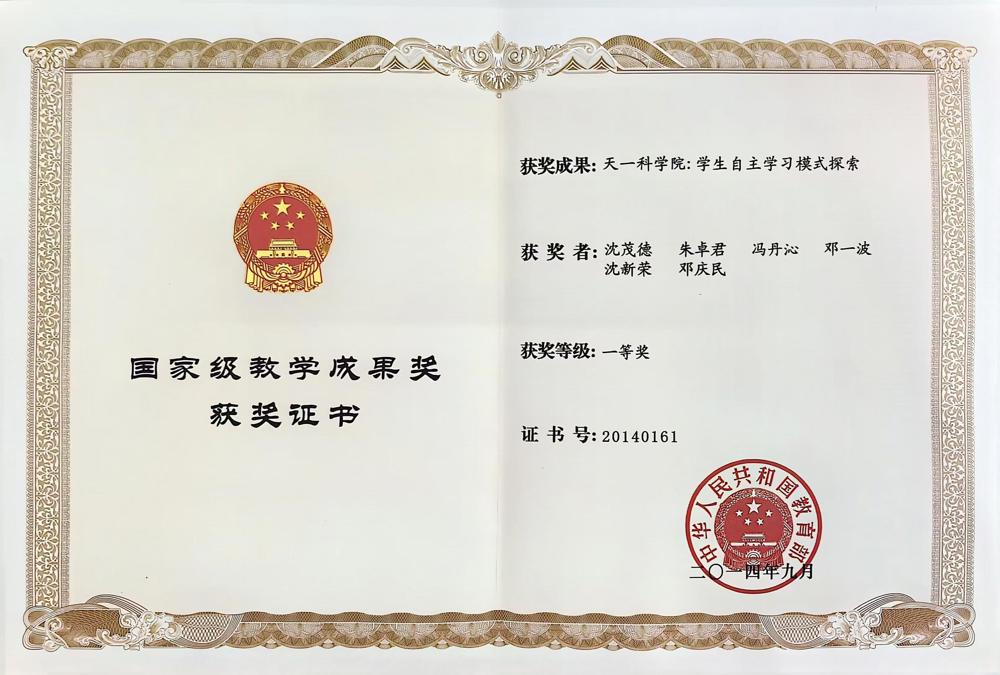 国家级教学成果奖
获奖证书
获奖成果: 天一科学院: 学生自主学习模式探索
获奖者: 沈茂德 朱卓君 冯丹沁 邓一波
沈新荣 邓庆民
获奖等级: 一等奖
证书号: 20140161
中华人民共和国教育部
二〇一四年九月